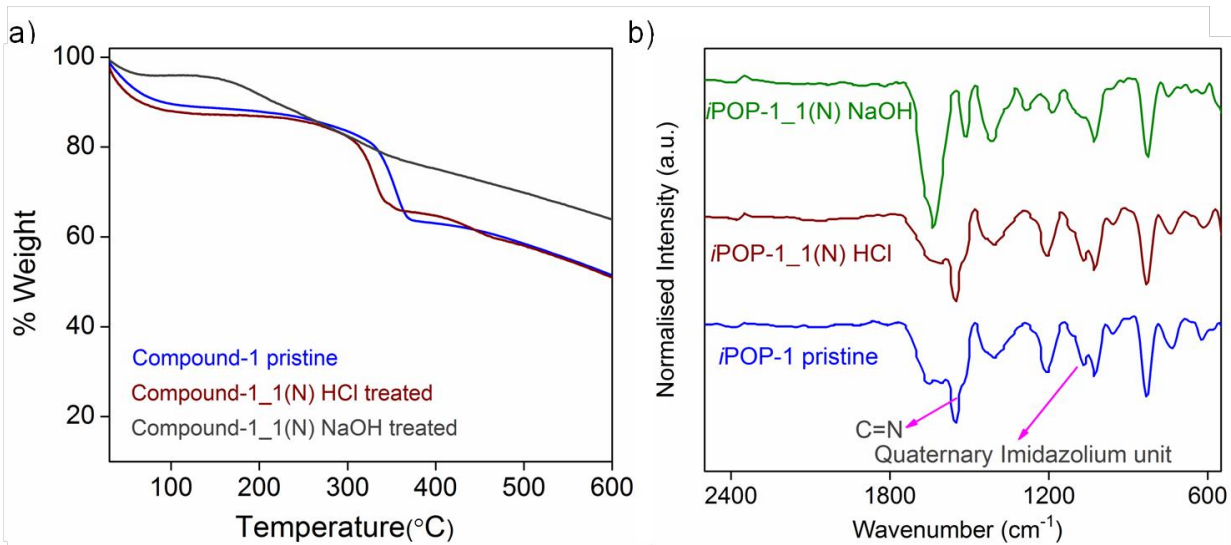 a)
100
80
60
40
20
% Weight
Compound-1 pristine
Compound-1_1(N) HCl treated
Compound-1_1(N) NaOH treated
100 200 300 400 500 600
Temperature(°C)
b)
Normalised Intensity (a.u.)
iPOP-1_1(N) NaOH
iPOP-1_1(N) HCl
iPOP-1 pristine
C=N
Quaternary Imidazolium unit
2400 1800 1200 600
Wavenumber (cm⁻¹)